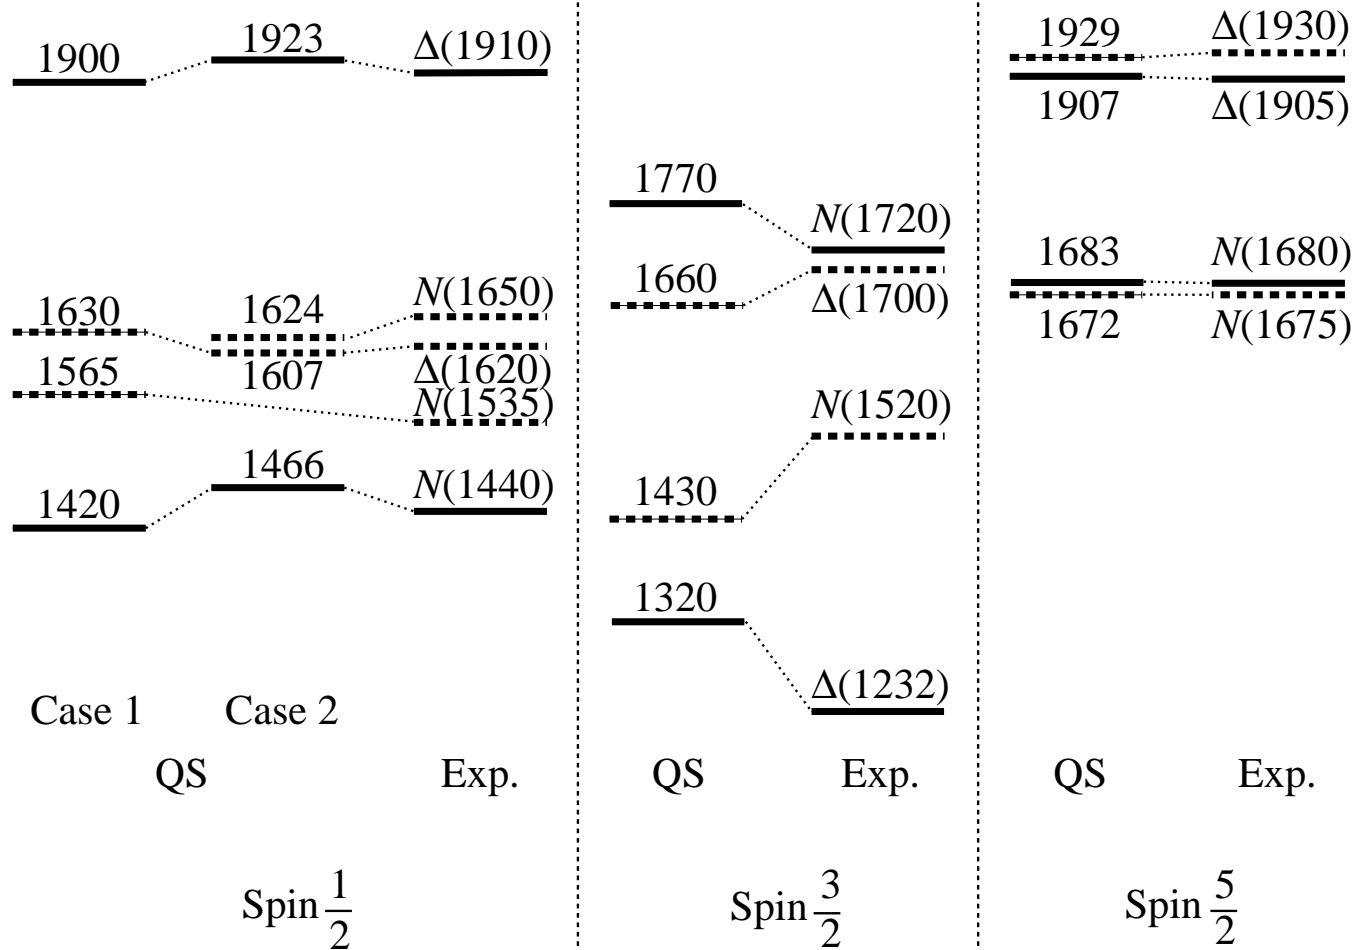 1900
1923
Δ(1910)
1630
1624
N(1650)
1565
1607
Δ(1620)
N(1535)
1420
1466
N(1440)
Case 1
Case 2
QS
Exp.
Spin 1/2
1770
N(1720)
1660
Δ(1700)
1430
N(1520)
1320
Δ(1232)
QS
Exp.
Spin 3/2
1929
Δ(1930)
1907
Δ(1905)
1683
N(1680)
1672
N(1675)
QS
Exp.
Spin 5/2